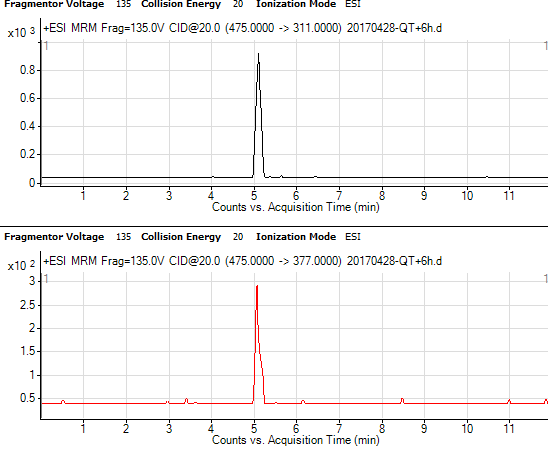 Fragmentor Voltage 135 Collision Energy 20 Ionization Mode ESI
x10 3
+ESI MRM Frag=135.0V CID@20.0 (475.0000 -> 311.0000) 20170428-QT+6h.d
1 1
0.8
0.6
0.4
0.2
0
1 2 3 4 5 6 7 8 9 10 11
Counts vs. Acquisition Time (min)
Fragmentor Voltage 135 Collision Energy 20 Ionization Mode ESI
x10 2
+ESI MRM Frag=135.0V CID@20.0 (475.0000 -> 377.0000) 20170428-QT+6h.d
3
1 1
2.5
2
1.5
1
0.5
1 2 3 4 5 6 7 8 9 10 11
Counts vs. Acquisition Time (min)